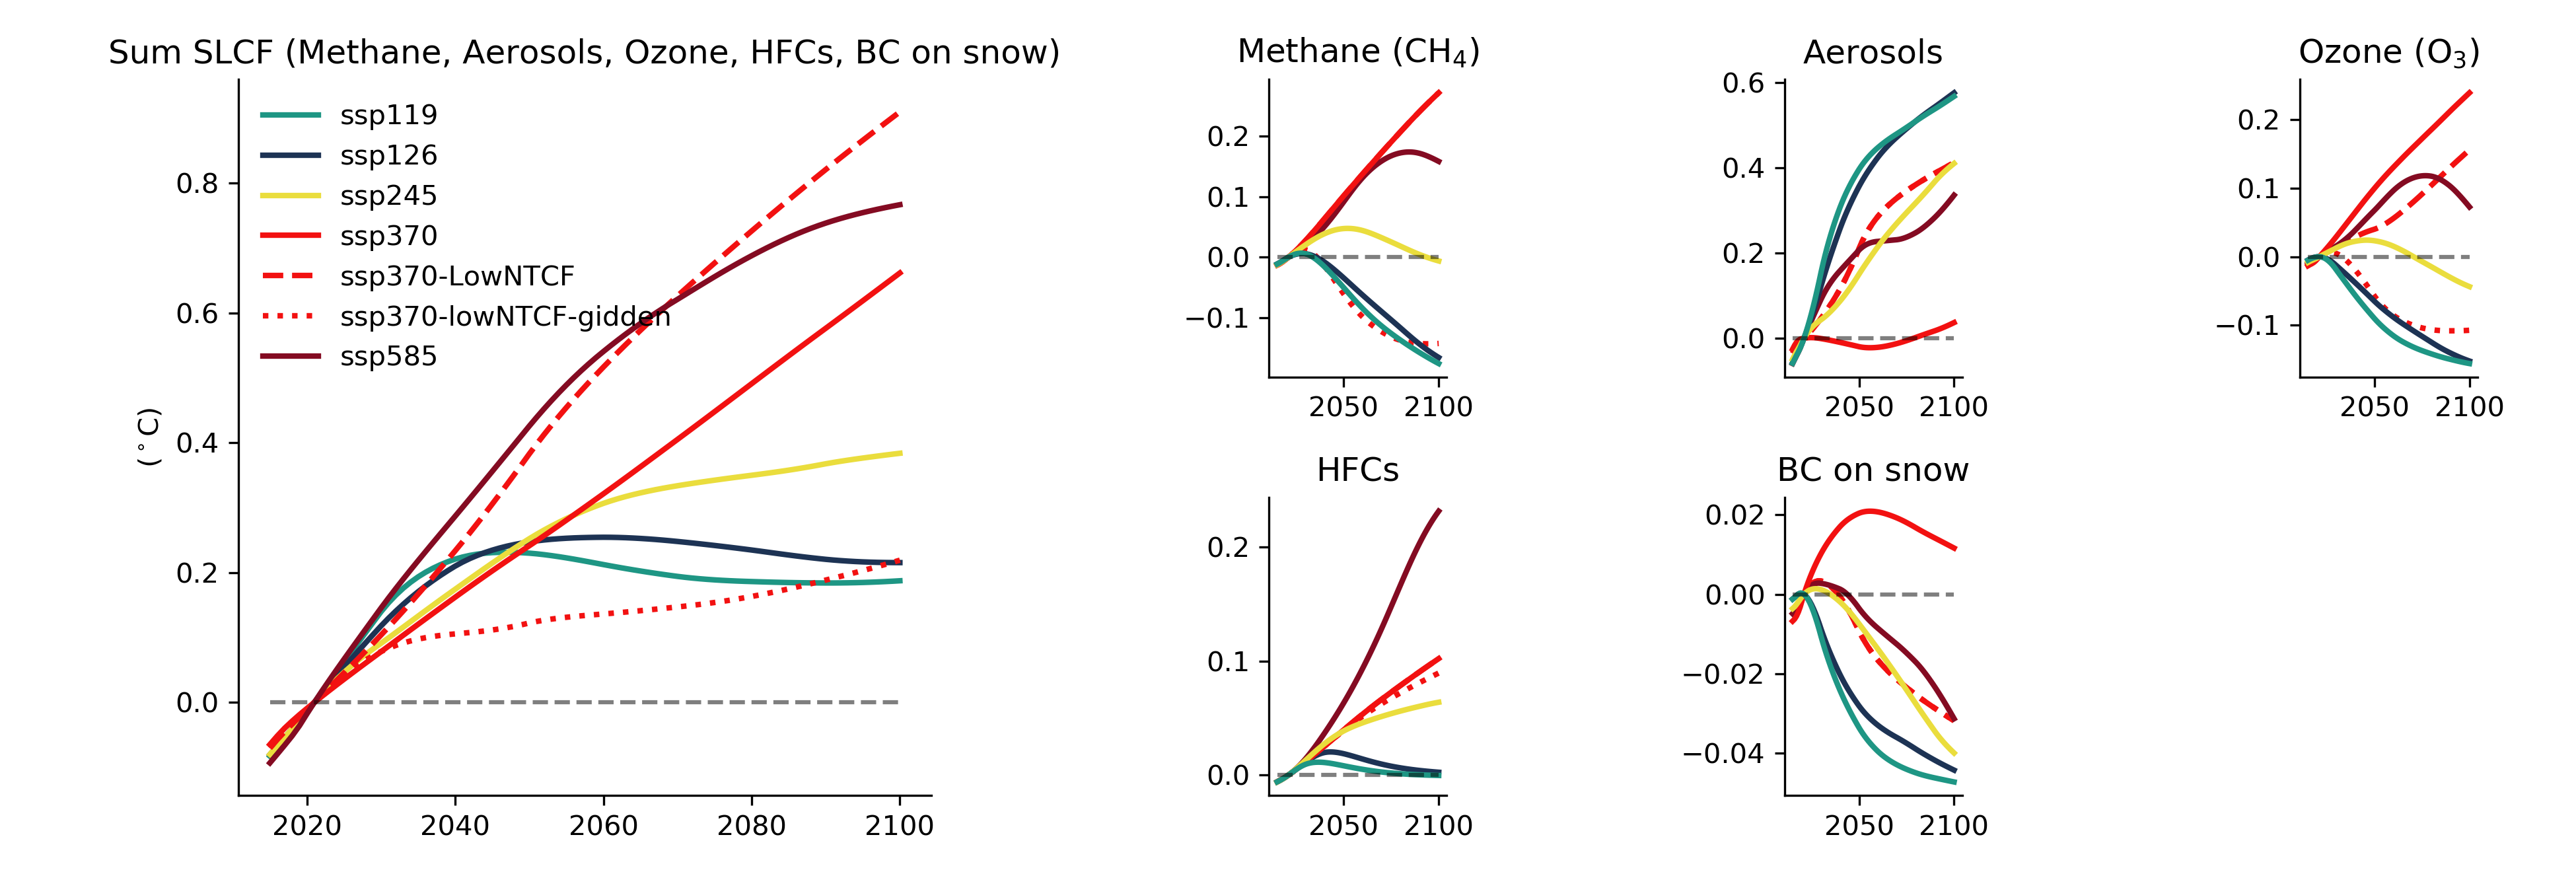 Sum SLCF (Methane, Aerosols, Ozone, HFCs, BC on snow)
(°C)
0.8
0.6
0.4
0.2
0.0
2020 2040 2060 2080 2100
ssp119
ssp126
ssp245
ssp370
ssp370-LowNTCF
ssp370-lowNTCF-gidden
ssp585
Methane (CH₄)
0.2
0.1
0.0
−0.1
2050 2100
Aerosols
0.6
0.4
0.2
0.0
2050 2100
Ozone (O₃)
0.2
0.1
0.0
−0.1
2050 2100
HFCs
0.2
0.1
0.0
2050 2100
BC on snow
0.02
0.00
−0.02
−0.04
2050 2100